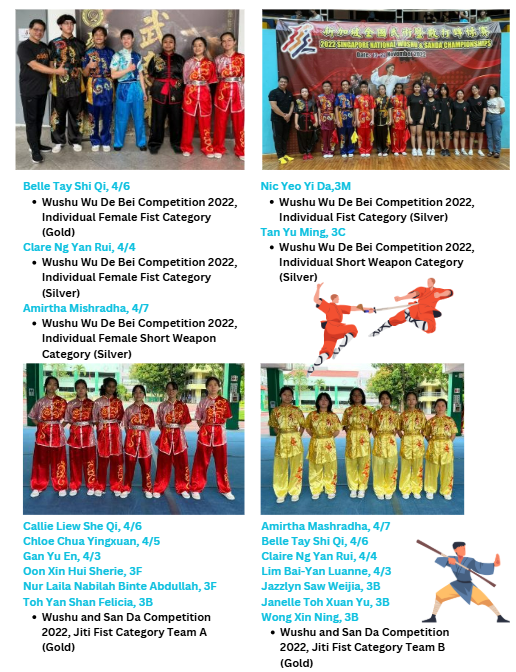 2022 SINGAPORE NATIONAL WUSHU & SANDA CHAMPIONSHIPS
Belle Tay Shi Qi, 4/6
• Wushu Wu De Bei Competition 2022,
Individual Female Fist Category
(Gold)
Clare Ng Yan Rui, 4/4
• Wushu Wu De Bei Competition 2022,
Individual Female Fist Category
(Silver)
Amirtha Mishradha, 4/7
• Wushu Wu De Bei Competition 2022,
Individual Female Short Weapon
Category (Silver)
Nic Yeo Yi Da,3M
• Wushu Wu De Bei Competition 2022,
Individual Fist Category (Silver)
Tan Yu Ming, 3C
• Wushu Wu De Bei Competition 2022,
Individual Short Weapon Category
(Silver)
Callie Liew She Qi, 4/6
Chloe Chua Yingxuan, 4/5
Gan Yu En, 4/3
Oon Xin Hui Sherie, 3F
Nur Laila Nabilah Binte Abdullah, 3F
Toh Yan Shan Felicia, 3B
• Wushu and San Da Competition
2022, Jiti Fist Category Team A
(Gold)
Amirtha Mashradha, 4/7
Belle Tay Shi Qi, 4/6
Claire Ng Yan Rui, 4/4
Lim Bai-Yan Luanne, 4/3
Jazzlyn Saw Weijia, 3B
Janelle Toh Xuan Yu, 3B
Wong Xin Ning, 3B
• Wushu and San Da Competition
2022, Jiti Fist Category Team B
(Gold)